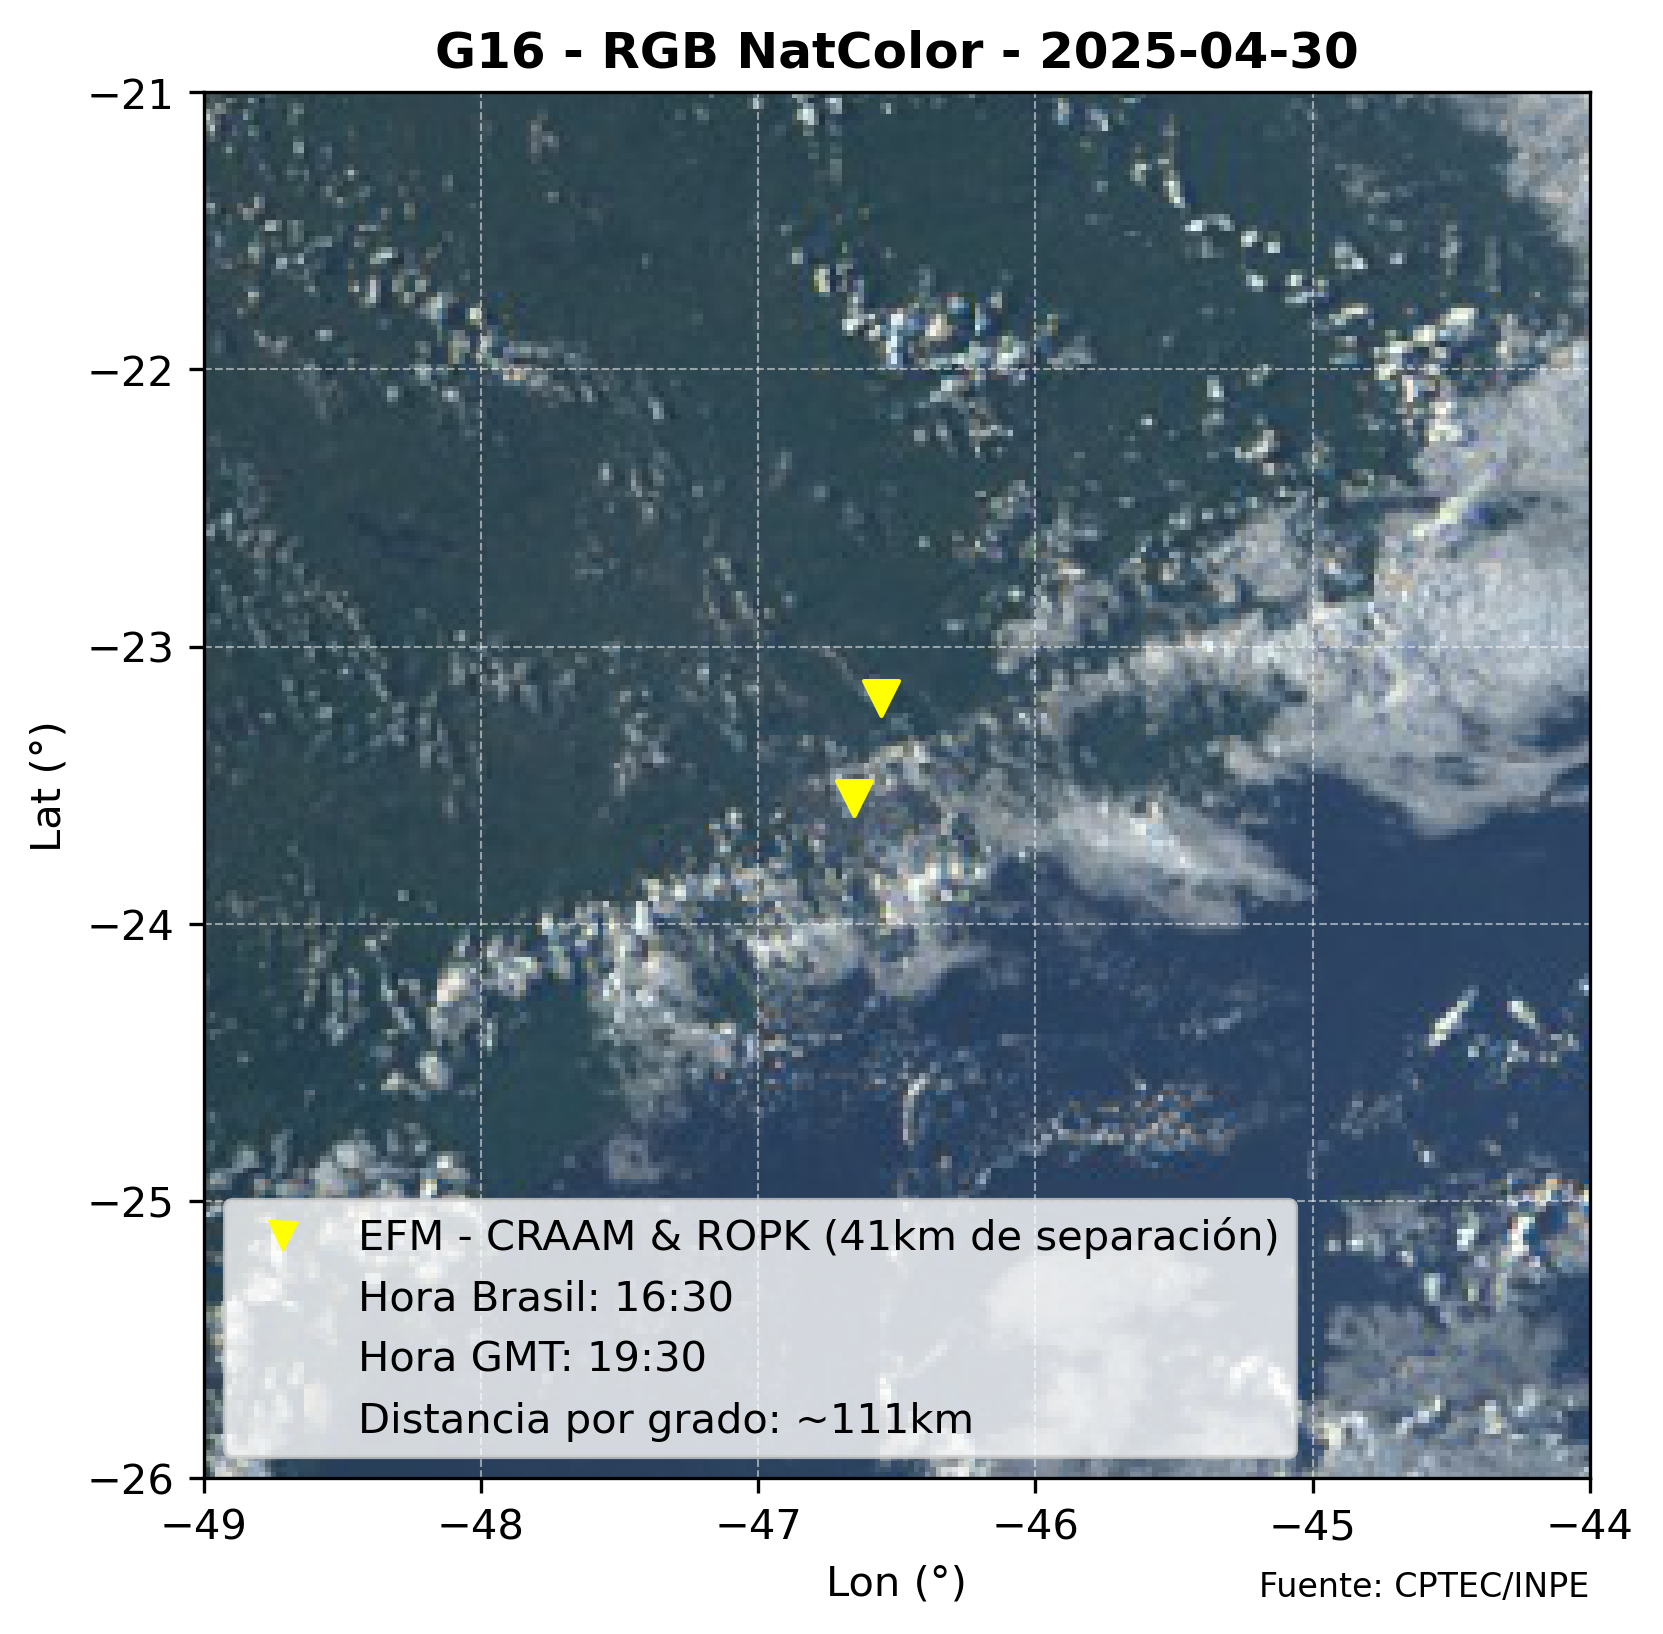 G16 - RGB NatColor - 2025-04-30
−21
−22
−23
−24
−25
−26
Lat (°)
EFM - CRAAM & ROPK (41km de separación)
Hora Brasil: 16:30
Hora GMT: 19:30
Distancia por grado: ~111km
−49 −48 −47 −46 −45 −44
Lon (°)
Fuente: CPTEC/INPE